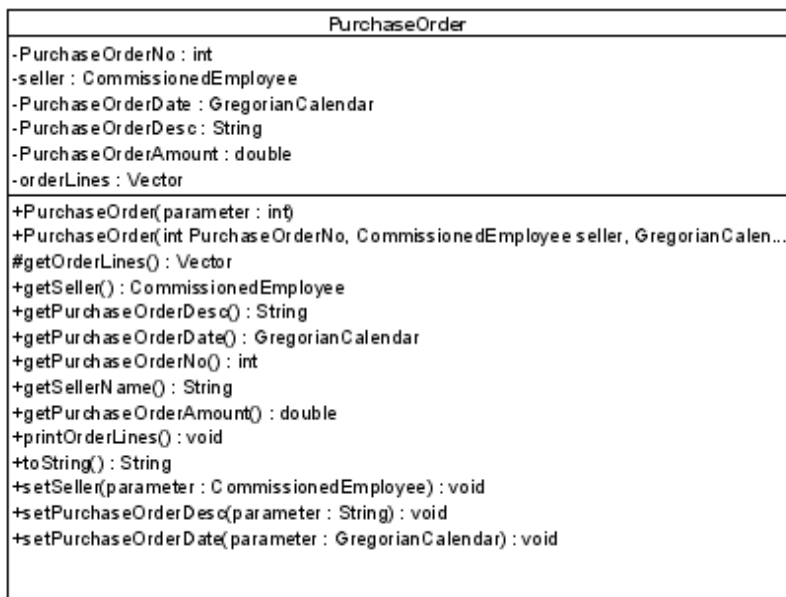 PurchaseOrder
-PurchaseOrderNo : int
-seller : CommissionedEmployee
-PurchaseOrderDate : GregorianCalendar
-PurchaseOrderDesc : String
-PurchaseOrderAmount : double
-orderLines : Vector
+PurchaseOrder(parameter : int)
+PurchaseOrder(int PurchaseOrderNo, CommissionedEmployee seller, GregorianCalen...
#getOrderLines() : Vector
+getSeller() : CommissionedEmployee
+getPurchaseOrderDesc() : String
+getPurchaseOrderDate() : GregorianCalendar
+getPurchaseOrderNo() : int
+getSellerName() : String
+getPurchaseOrderAmount() : double
+printOrderLines() : void
+toString() : String
+setSeller(parameter : CommissionedEmployee) : void
+setPurchaseOrderDesc(parameter : String) : void
+setPurchaseOrderDate(parameter : GregorianCalendar) : void